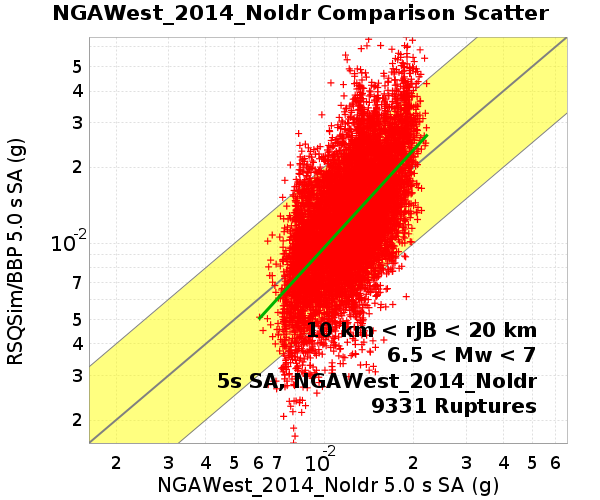 NGAWest_2014_NoIdr Comparison Scatter
RSQSim/BBP 5.0 s SA (g)
5
4
3
2
10-2
7
5
4
3
2
10 km < rJB < 20 km
6.5 < Mw < 7
5s SA, NGAWest_2014_NoIdr
9331 Ruptures
2 3 4 5 6 7 10-2 2 3 4 5 6
NGAWest_2014_NoIdr 5.0 s SA (g)